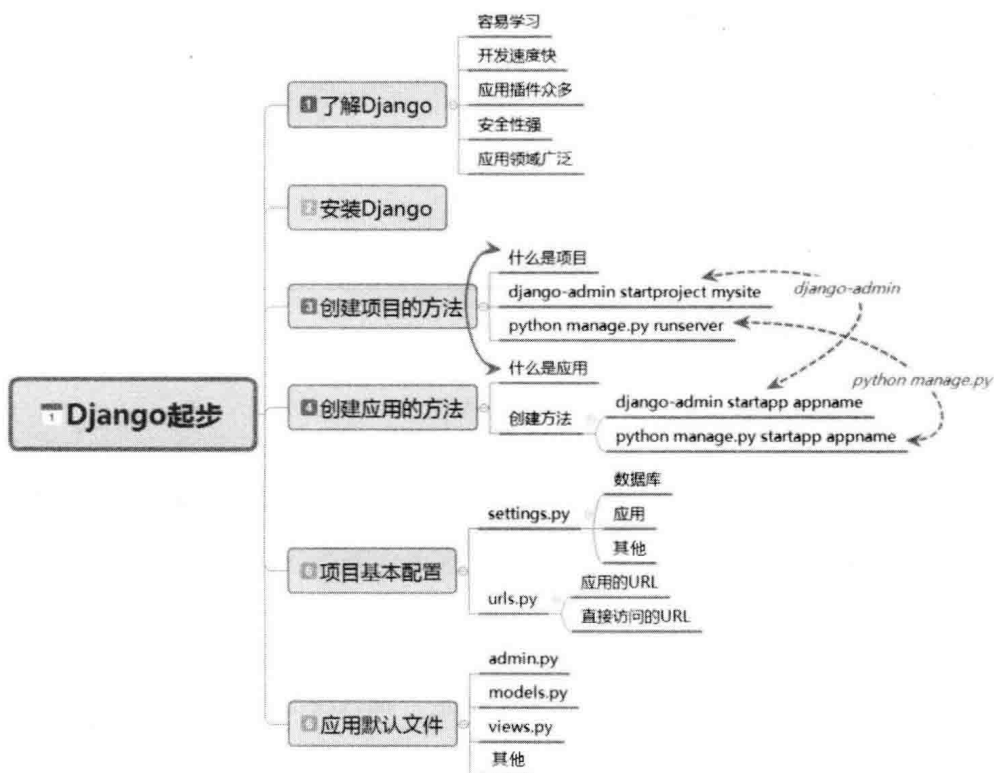 Django起步
1 了解Django
容易学习
开发速度快
应用插件众多
安全性强
应用领域广泛
2 安装Django
3 创建项目的方法
什么是项目
django-admin startproject mysite
python manage.py runserver
django-admin
python manage.py
4 创建应用的方法
什么是应用
创建方法
django-admin startapp appname
python manage.py startapp appname
项目基本配置
settings.py
数据库
应用
其他
urls.py
应用的URL
直接访问的URL
应用默认文件
admin.py
models.py
views.py
其他